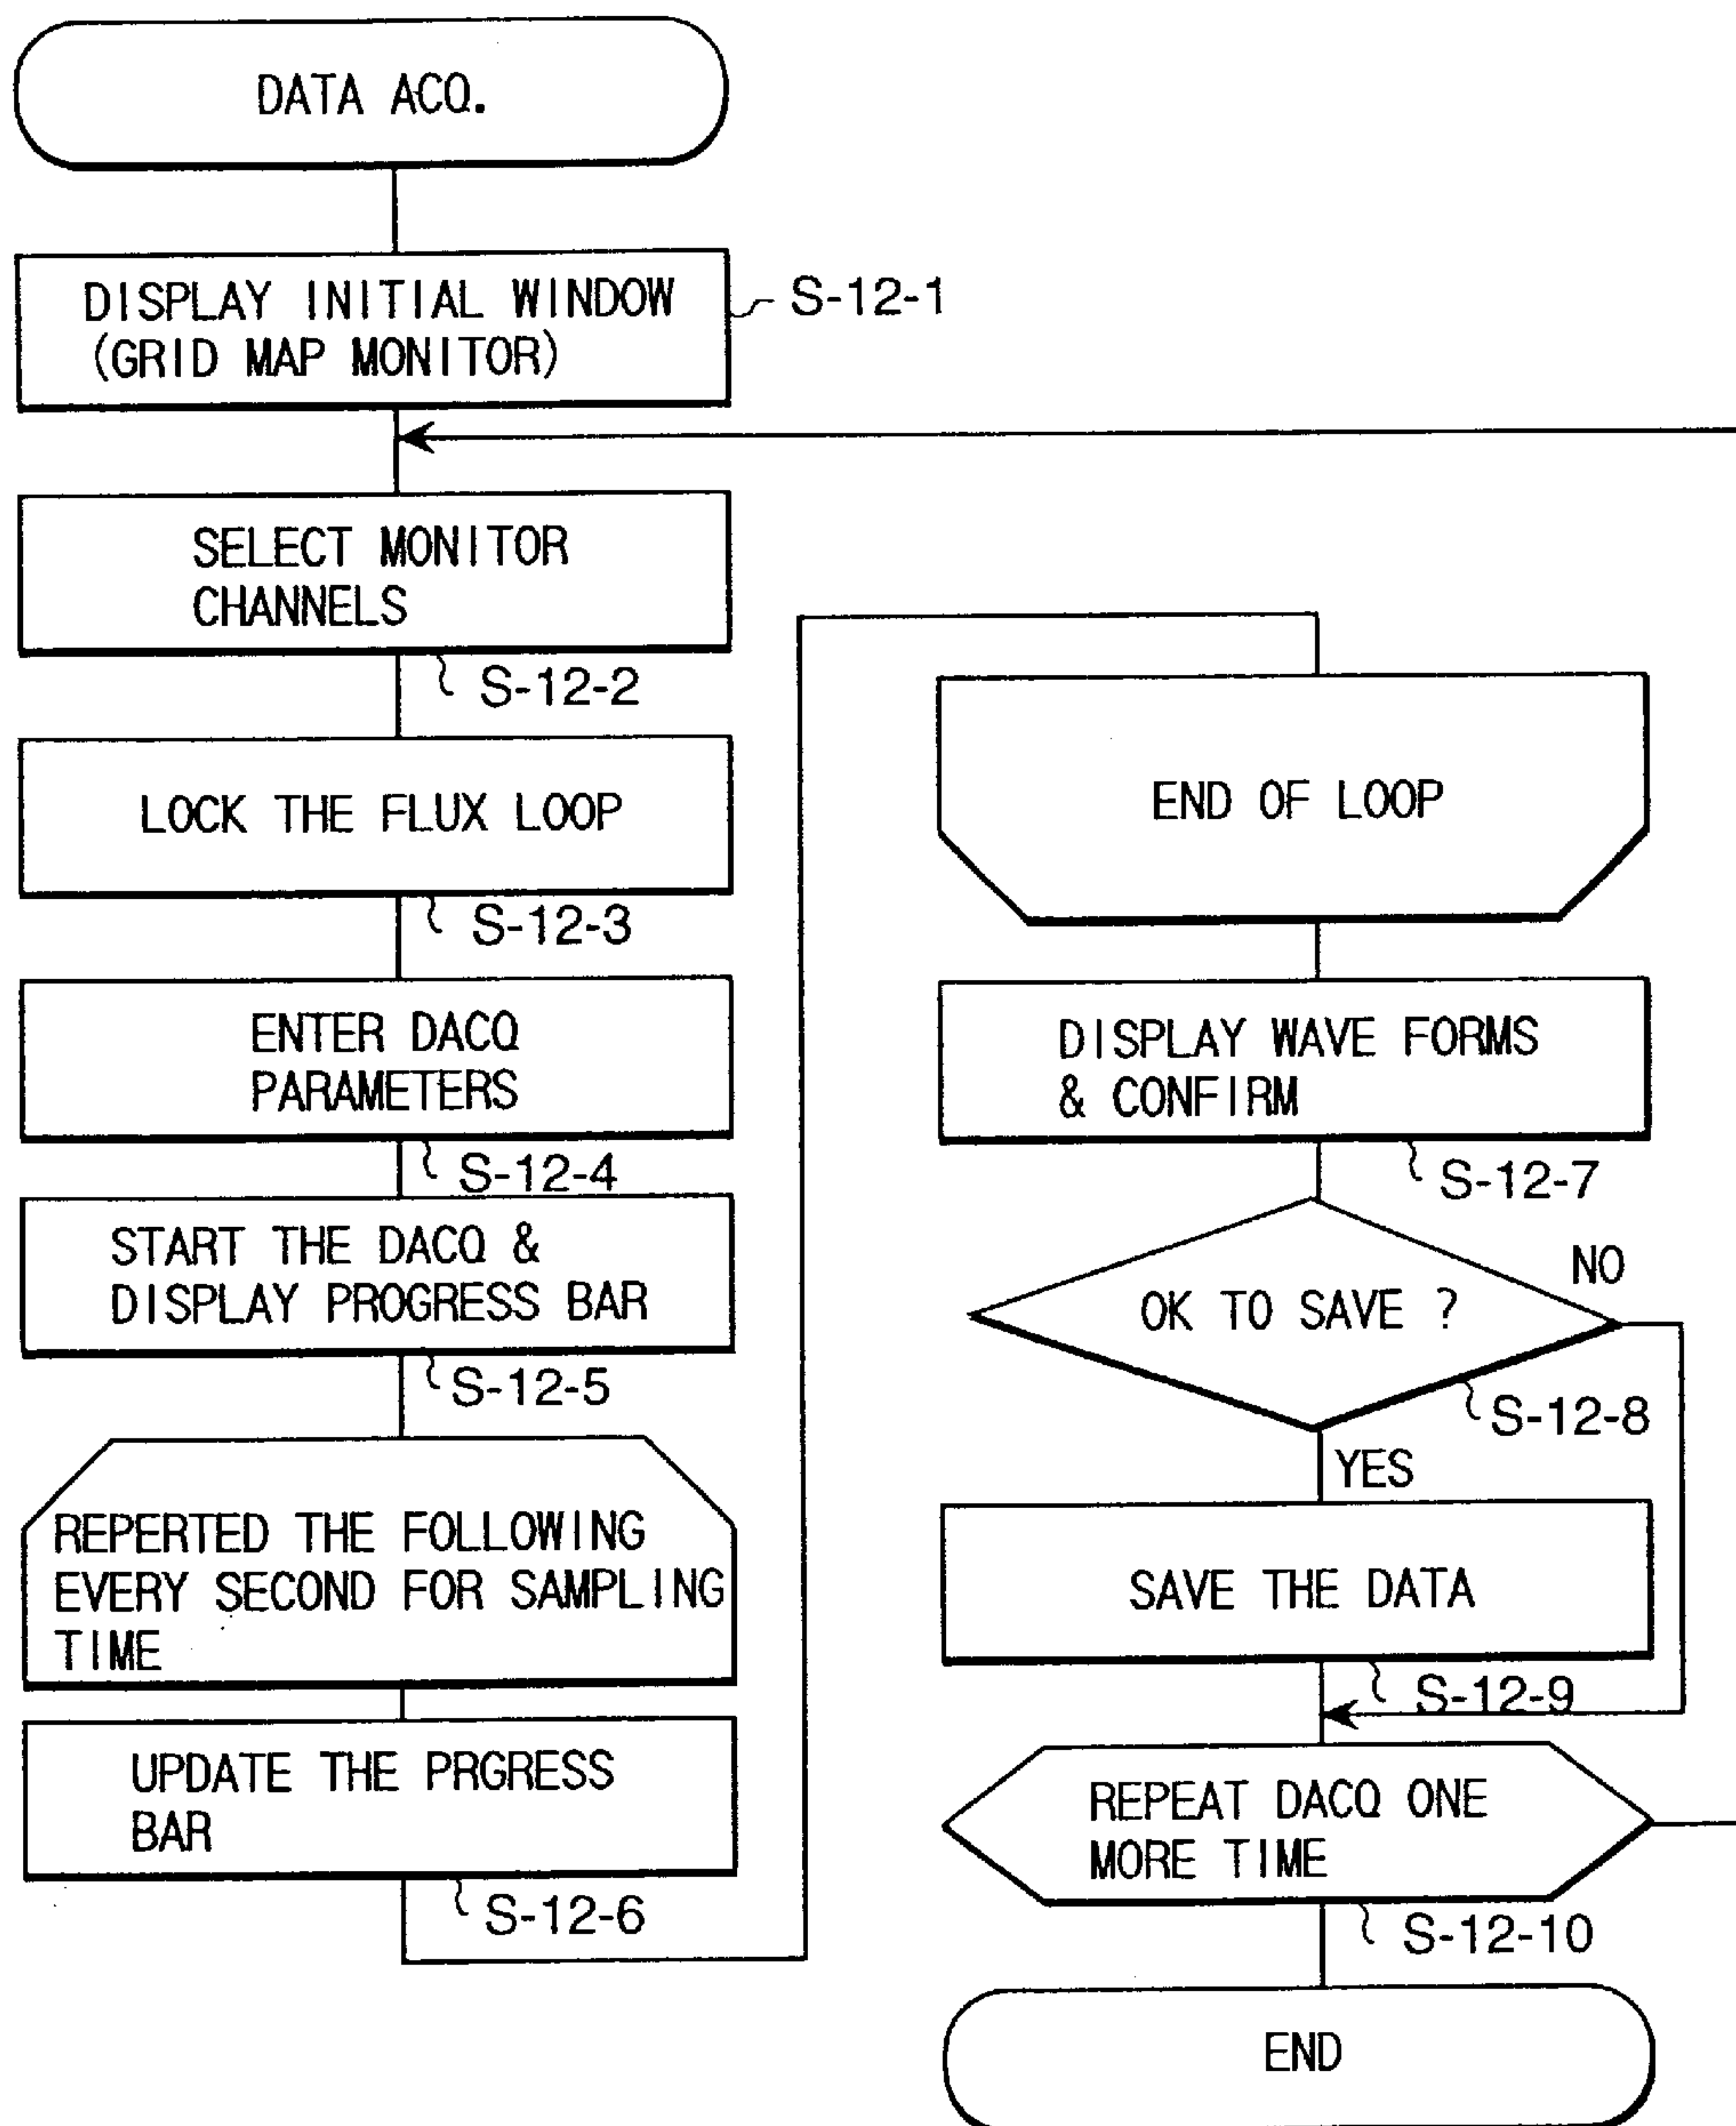 DATA ACQ.
DISPLAY INITIAL WINDOW
(GRID MAP MONITOR)
S-12-1
SELECT MONITOR
CHANNELS
S-12-2
LOCK THE FLUX LOOP
S-12-3
ENTER DACQ
PARAMETERS
S-12-4
START THE DACQ &
DISPLAY PROGRESS BAR
S-12-5
REPERTED THE FOLLOWING
EVERY SECOND FOR SAMPLING
TIME
UPDATE THE PRGRESS
BAR
S-12-6
END OF LOOP
DISPLAY WAVE FORMS
& CONFIRM
S-12-7
OK TO SAVE ?
NO
S-12-8
YES
SAVE THE DATA
S-12-9
REPEAT DACQ ONE
MORE TIME
S-12-10
END